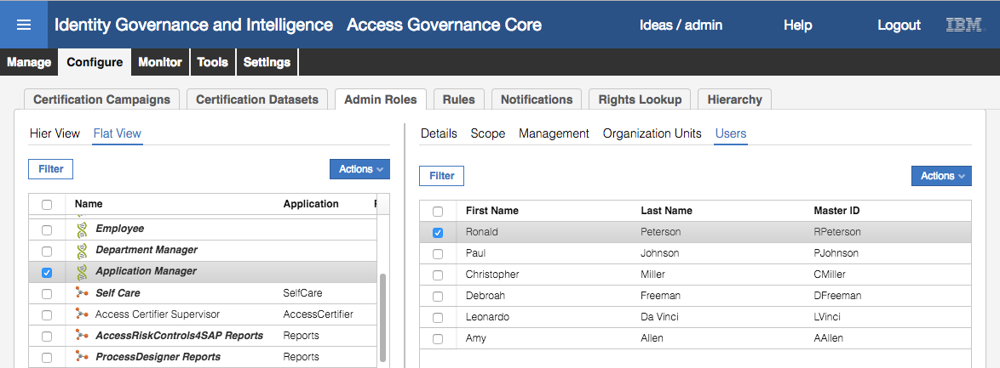 Identity Governance and Intelligence Access Governance Core Ideas / admin Help Logout IBM
Manage Configure Monitor Tools Settings
Certification Campaigns Certification Datasets Admin Roles Rules Notifications Rights Lookup Hierarchy
Hier View Flat View
Filter Actions
Name Application
Employee
Department Manager
Application Manager
Self Care SelfCare
Access Certifier Supervisor AccessCertifier
AccessRiskControls4SAP Reports Reports
ProcessDesigner Reports Reports
Details Scope Management Organization Units Users
Filter Actions
First Name Last Name Master ID
Ronald Peterson RPeterson
Paul Johnson PJohnson
Christopher Miller CMiller
Debroah Freeman DFreeman
Leonardo Da Vinci LVinci
Amy Allen AAllen